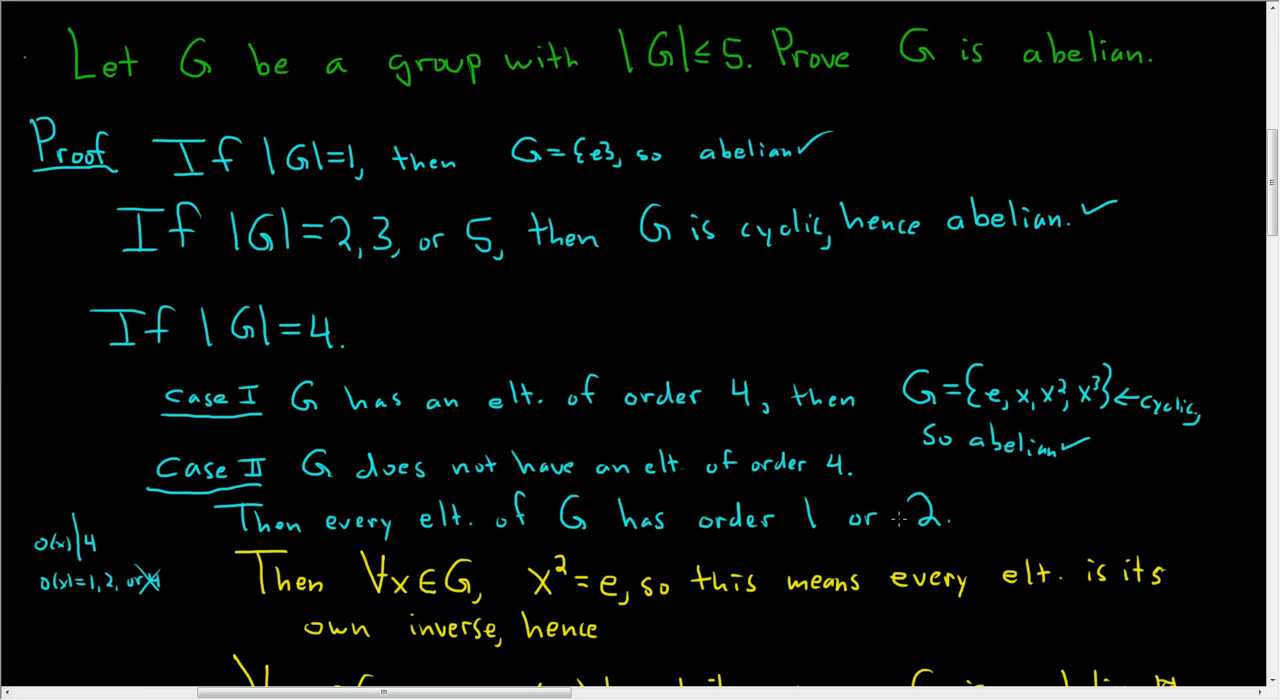 Let G be a group with |G| ≤ 5. Prove G is abelian.
Proof If |G|=1, then G={e}, so abelian ✓
If |G|=2, 3, or 5, then G is cyclic, hence abelian. ✓
If |G|=4.
Case I G has an elt. of order 4, then G={e, x, x², x³} ← cyclic,
so abelian ✓
Case II G does not have an elt. of order 4.
Then every elt. of G has order 1 or 2.
o(x)|4
o(x)=1, 2, or 4
Then ∀x∈G, x²=e, so this means every elt. is its
own inverse, hence